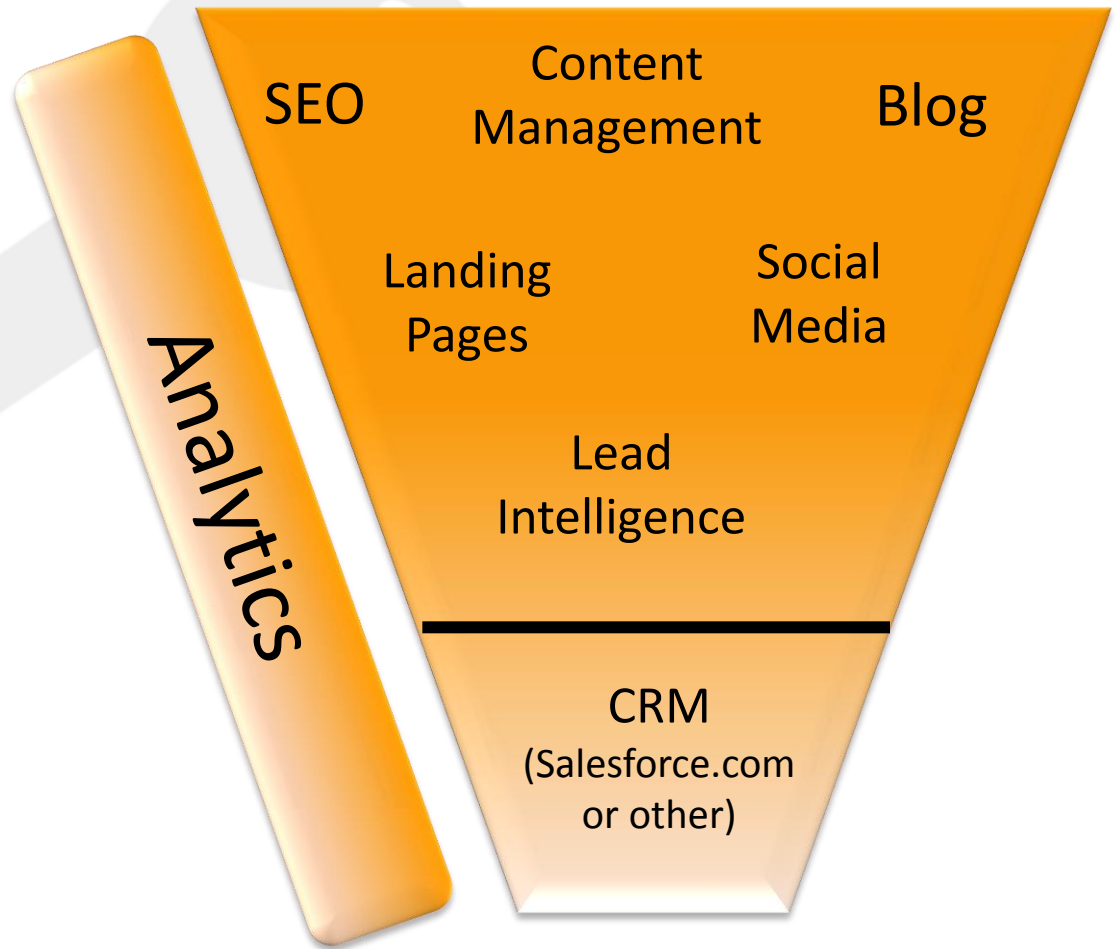 SEO
Content
Management
Blog
Landing
Pages
Social
Media
Lead
Intelligence
CRM
(Salesforce.com
or other)
Analytics